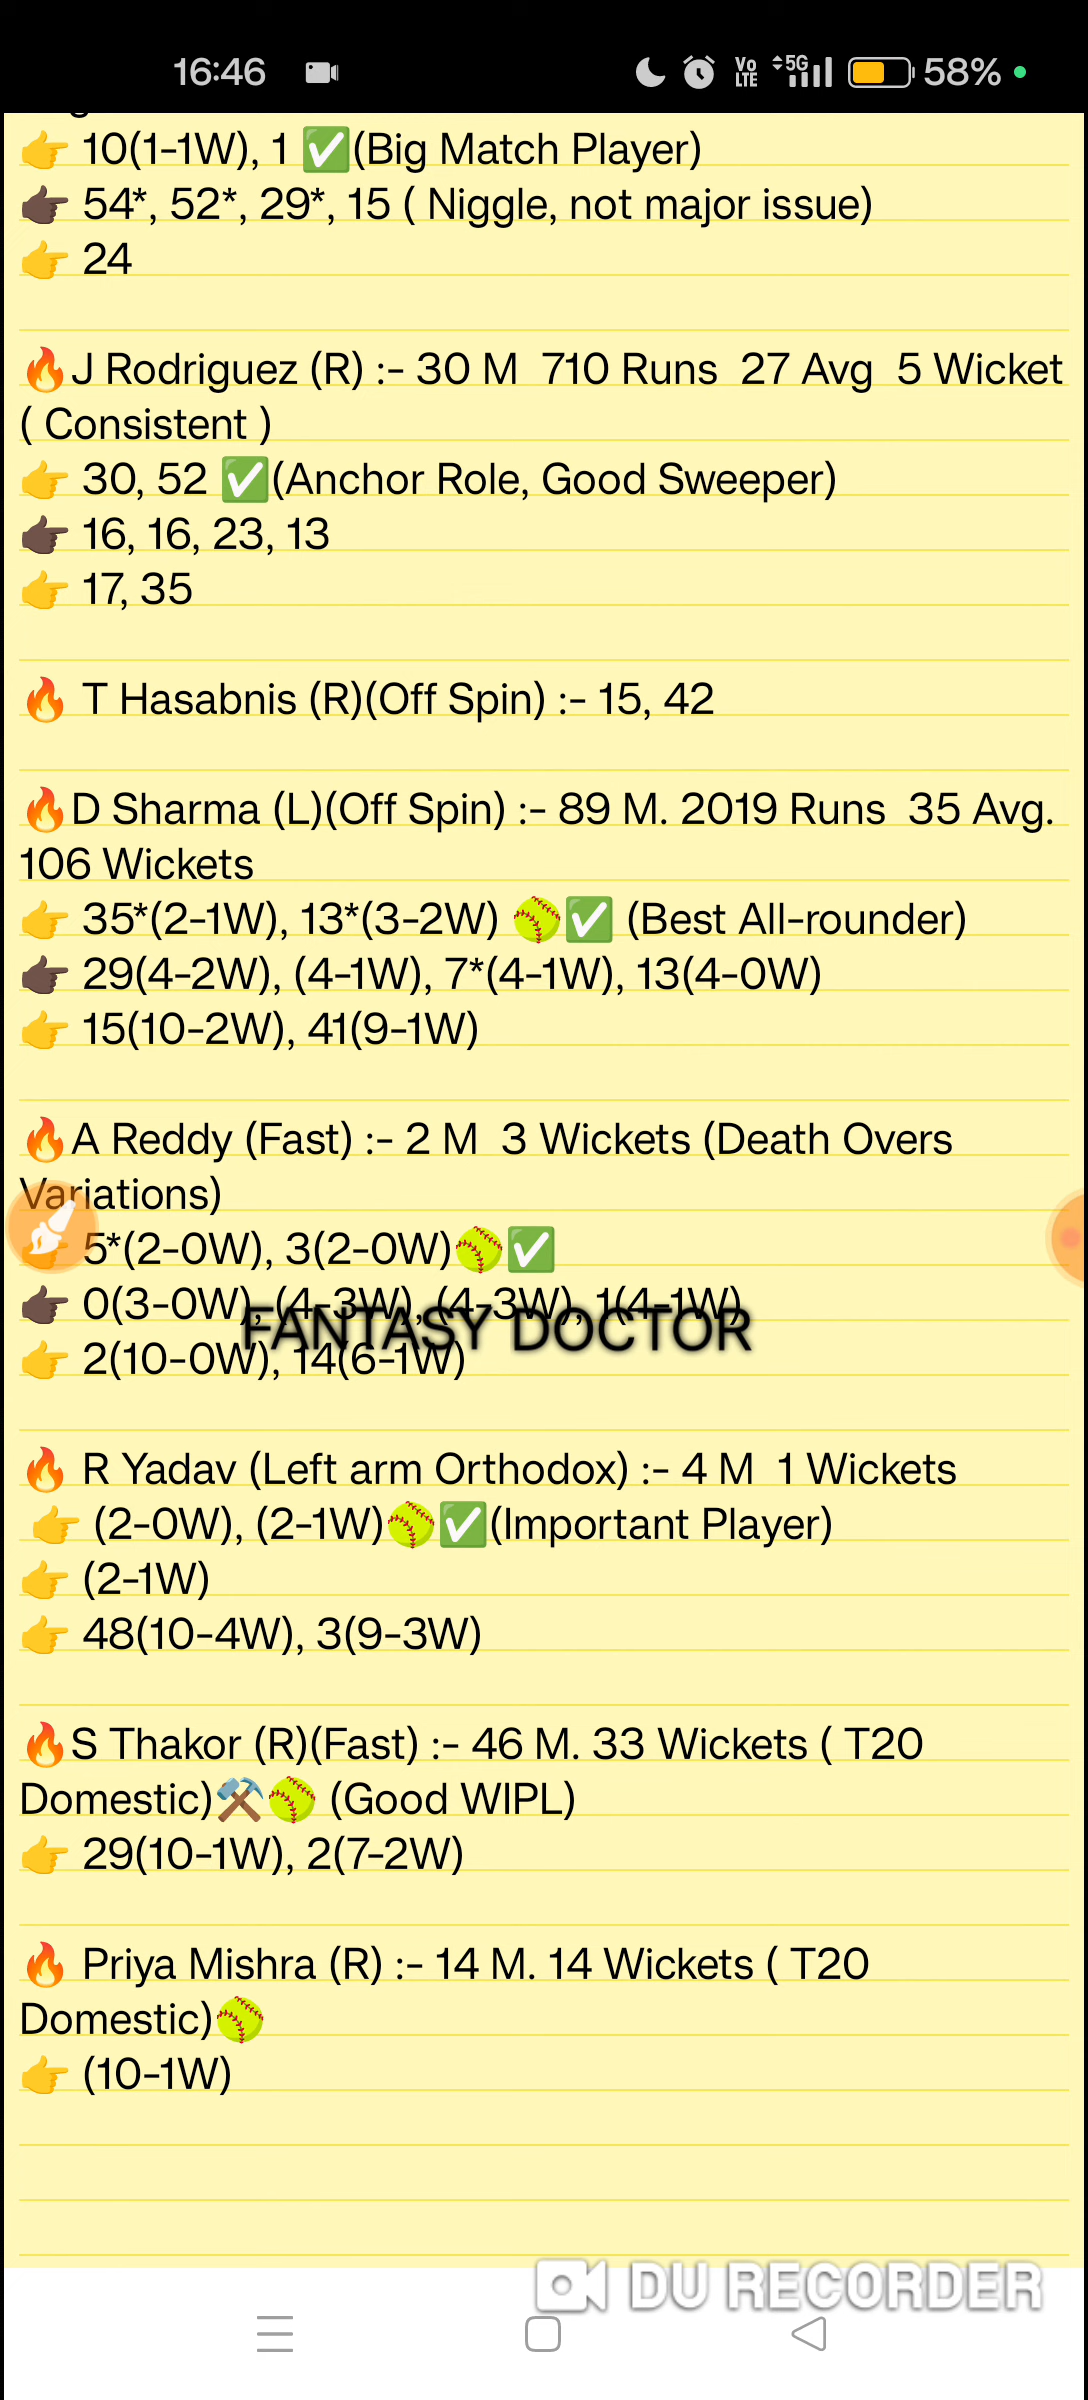 16:46 Vo LTE 5G 58%
👉 10(1-1W), 1 ✅(Big Match Player)
👉🏿 54*, 52*, 29*, 15 ( Niggle, not major issue)
👉 24
🔥J Rodriguez (R) :- 30 M  710 Runs  27 Avg  5 Wicket
( Consistent )
👉 30, 52 ✅(Anchor Role, Good Sweeper)
👉🏿 16, 16, 23, 13
👉 17, 35
🔥 T Hasabnis (R)(Off Spin) :- 15, 42
🔥D Sharma (L)(Off Spin) :- 89 M. 2019 Runs  35 Avg.
106 Wickets
👉 35*(2-1W), 13*(3-2W) 🥎✅ (Best All-rounder)
👉🏿 29(4-2W), (4-1W), 7*(4-1W), 13(4-0W)
👉 15(10-2W), 41(9-1W)
🔥A Reddy (Fast) :- 2 M  3 Wickets (Death Overs
Variations)
👉 5*(2-0W), 3(2-0W)🥎✅
👉🏿 0(3-0W), (4-3W), (4-3W), 1(4-1W)
FANTASY DOCTOR
👉 2(10-0W), 14(6-1W)
🔥 R Yadav (Left arm Orthodox) :- 4 M  1 Wickets
👉 (2-0W), (2-1W)🥎✅(Important Player)
👉 (2-1W)
👉 48(10-4W), 3(9-3W)
🔥S Thakor (R)(Fast) :- 46 M. 33 Wickets ( T20
Domestic)⚒️🥎 (Good WIPL)
👉 29(10-1W), 2(7-2W)
🔥 Priya Mishra (R) :- 14 M. 14 Wickets ( T20
Domestic)🥎
👉 (10-1W)
DU RECORDER